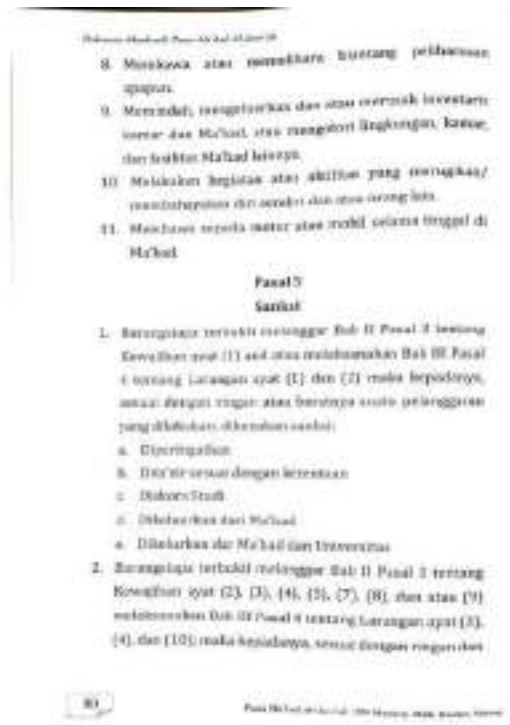 8. Membawa atau memelihara binatang peliharaan
apapun.
9. Memindah, mengeluarkan dan atau merusak inventaris
kamar dan Ma'had, atau mengotori lingkungan, kamar,
dan fasilitas Ma'had lainnya.
10. Melakukan kegiatan atau aktifitas yang merugikan/
membahayakan diri sendiri dan atau orang lain.
11. Membawa sepeda motor atau mobil selama tinggal di
Ma'had.
Pasal 5
Sanksi
1. Barangsiapa terbukti melanggar Bab II Pasal 3 tentang
Kewajiban ayat (1) and atau melaksanakan Bab III Pasal
4 tentang Larangan ayat (1) dan (2) maka kepadanya,
sesuai dengan ringan atau beratnya suatu pelanggaran
yang dilakukan, dikenakan sanksi:
a. Diperingatkan
b. Dita'zir sesuai dengan ketentuan
c. Diskors Studi
d. Dikeluarkan dari Ma'had
e. Dikelurkan dar Ma'had dan Universitas
2. Barangsiapa terbukti melanggar Bab II Pasal 3 tentang
Kewajiban ayat (2), (3), (4), (5), (7), (8), dan atau (9)
melaksanakan Bab III Pasal 4 tentang Larangan ayat (3),
(4), dan (10); maka kepadanya, sesuai dengan ringan dan